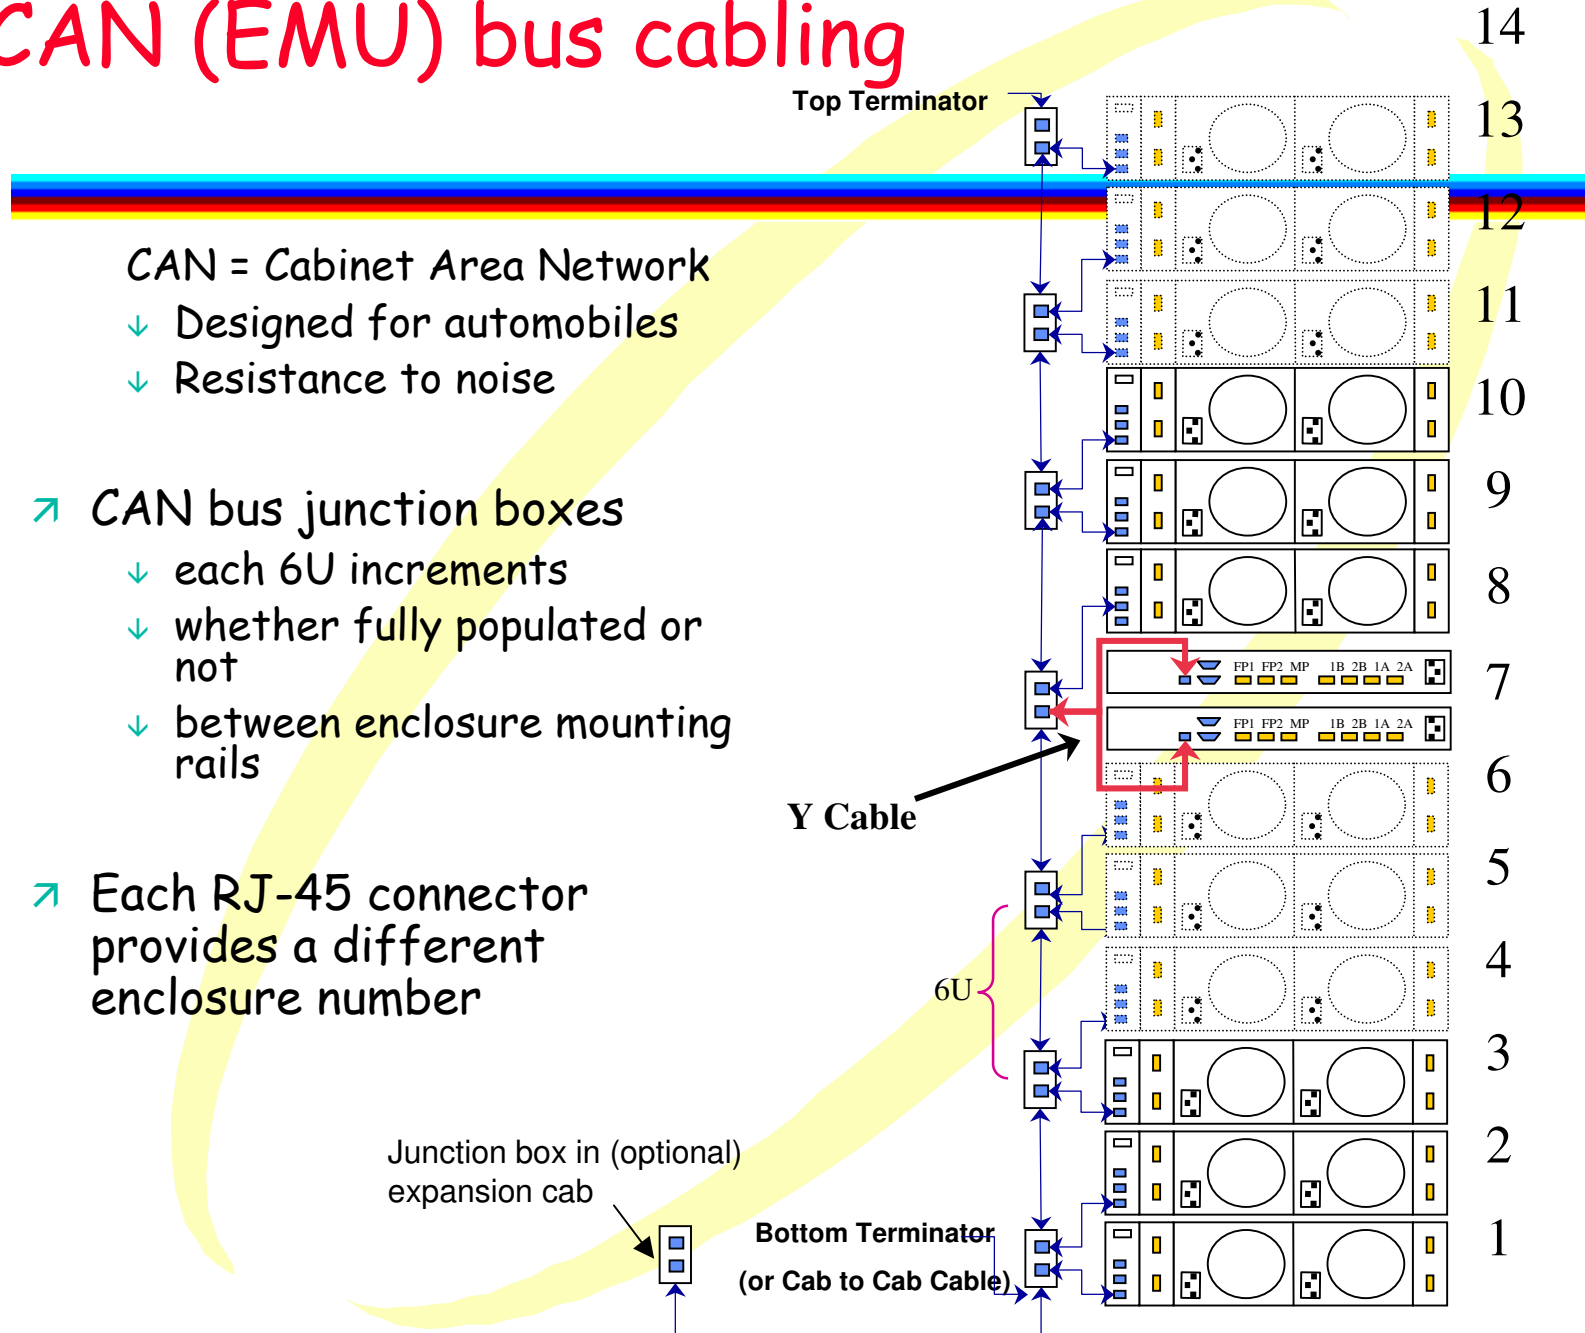 CAN (EMU) bus cabling
CAN = Cabinet Area Network
Designed for automobiles
Resistance to noise
CAN bus junction boxes
each 6U increments
whether fully populated or
not
between enclosure mounting
rails
Each RJ-45 connector
provides a different
enclosure number
Top Terminator
Y Cable
6U
Junction box in (optional)
expansion cab
Bottom Terminator
(or Cab to Cab Cable)
FP1 FP2 MP 1B 2B 1A 2A
FP1 FP2 MP 1B 2B 1A 2A
14
13
12
11
10
9
8
7
6
5
4
3
2
1